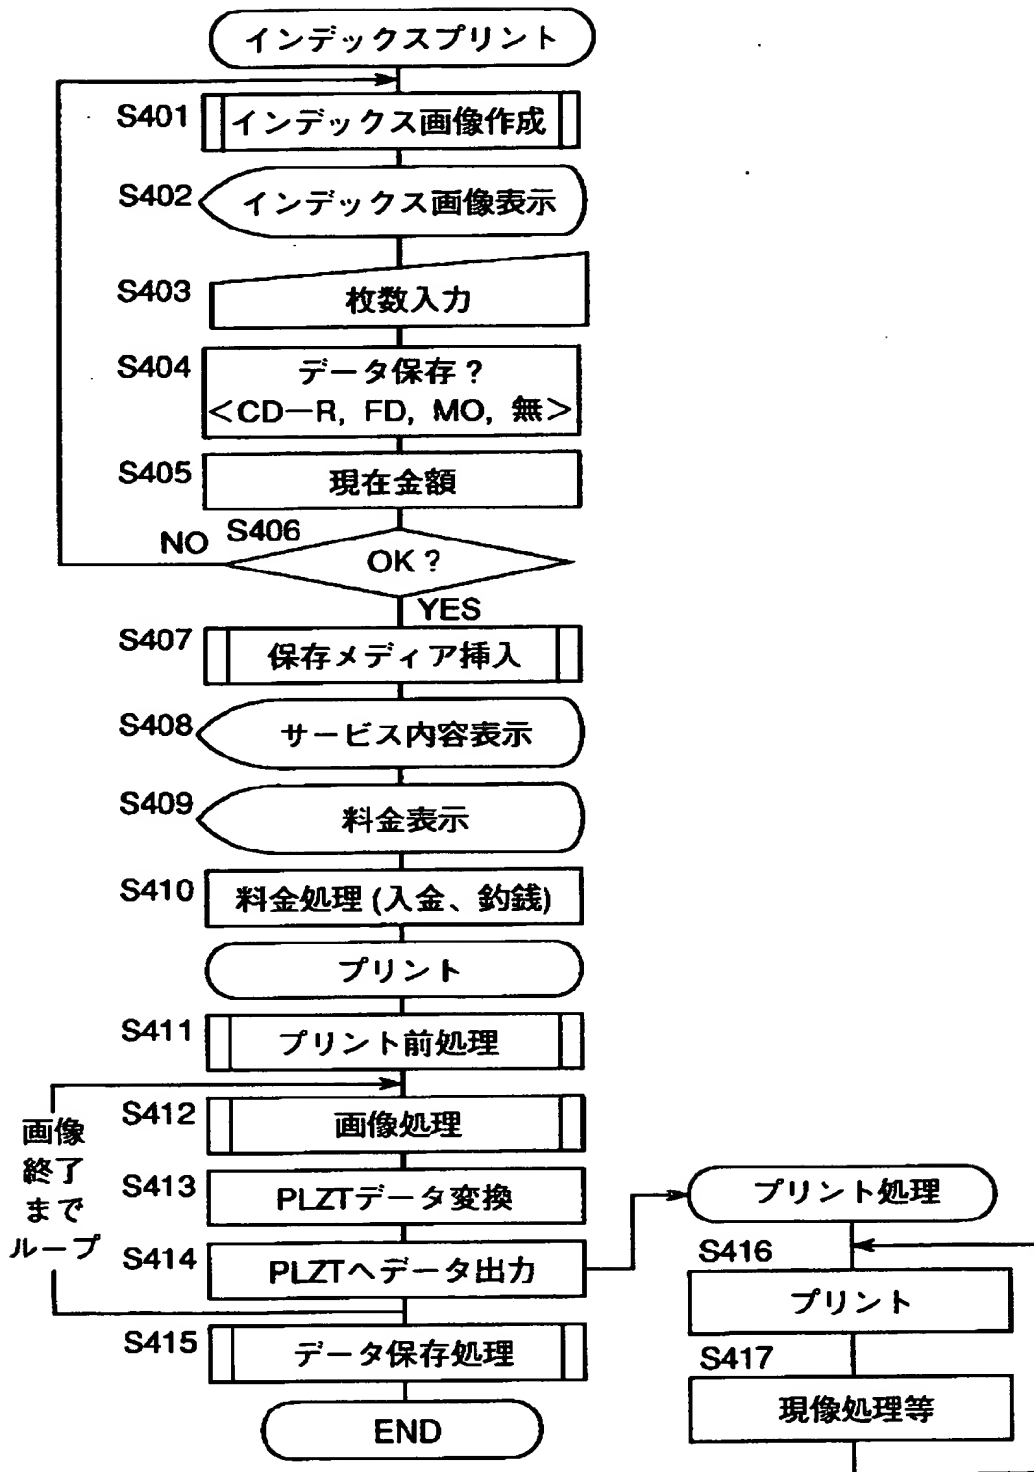 インデックスプリント
S401
インデックス画像作成
S402
インデックス画像表示
S403
枚数入力
S404
データ保存？
<CD－R, FD, MO, 無>
S405
現在金額
S406
NO
OK？
YES
S407
保存メディア挿入
S408
サービス内容表示
S409
料金表示
S410
料金処理(入金、釣銭)
プリント
S411
プリント前処理
画像
終了
まで
ループ
S412
画像処理
S413
PLZTデータ変換
S414
PLZTへデータ出力
S415
データ保存処理
END
プリント処理
S416
プリント
S417
現像処理等